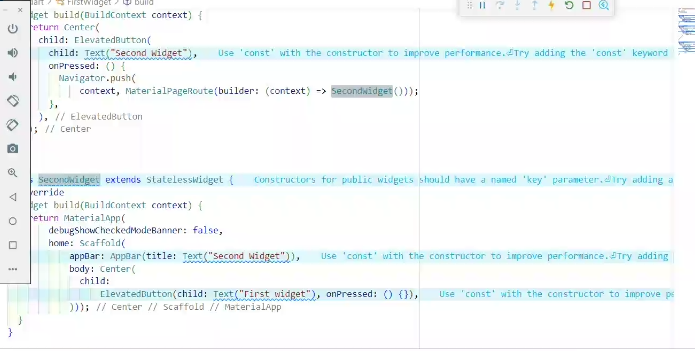 FirstWidget > build
dget build(BuildContext context) {
return Center(
child: ElevatedButton(
child: Text("Second Widget"), Use 'const' with the constructor to improve performance.⏎Try adding the 'const' keyword
onPressed: () {
Navigator.push(
context, MaterialPageRoute(builder: (context) -> SecondWidget()));
},
), // ElevatedButton
); // Center
s SecondWidget extends StatelessWidget { Constructors for public widgets should have a named 'key' parameter.⏎Try adding a
verride
dget build(BuildContext context) {
return MaterialApp(
debugShowCheckedModeBanner: false,
home: Scaffold(
appBar: AppBar(title: Text("Second Widget")), Use 'const' with the constructor to improve performance.⏎Try adding
body: Center(
child:
ElevatedButton(child: Text("First widget"), onPressed: () {}), Use 'const' with the constructor to improve pe
))); // Center // Scaffold // MaterialApp
}
}